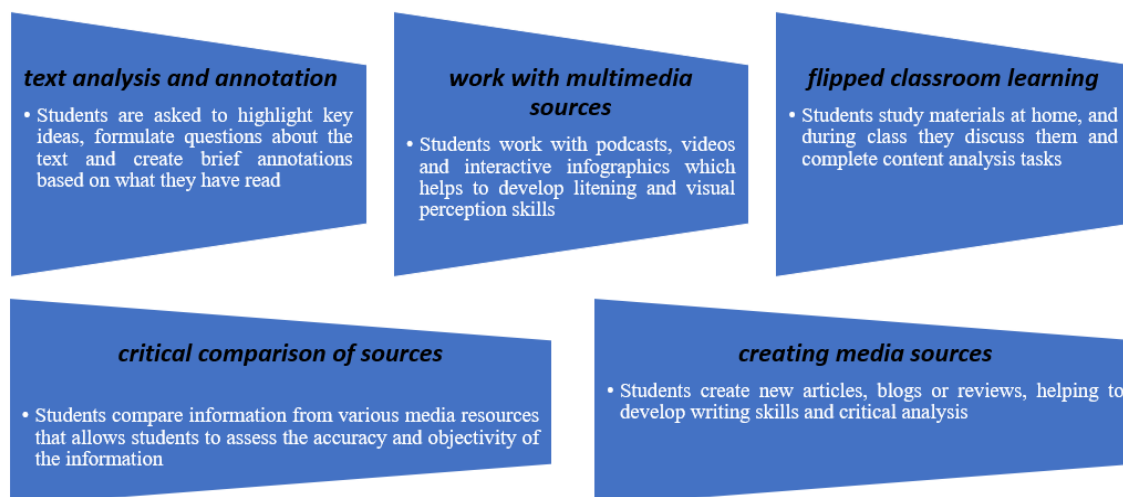 text analysis and annotation
• Students are asked to highlight key
ideas, formulate questions about the
text and create brief annotations
based on what they have read
work with multimedia
sources
• Students work with podcasts, videos
and interactive infographics which
helps to develop litening and visual
perception skills
flipped classroom learning
• Students study materials at home, and
during class they discuss them and
complete content analysis tasks
critical comparison of sources
• Students compare information from various media resources
that allows students to assess the accuracy and objectivity of
the information
creating media sources
• Students create new articles, blogs or reviews, helping to
develop writing skills and critical analysis